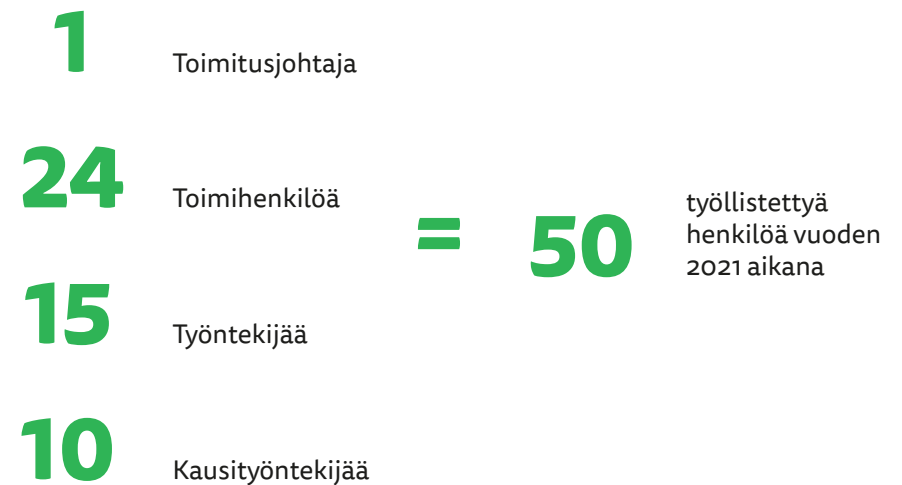 1
Toimitusjohtaja
24
Toimihenkilöä
15
Työntekijää
10
Kausityöntekijää
=
50
työllistettyä
henkilöä vuoden
2021 aikana